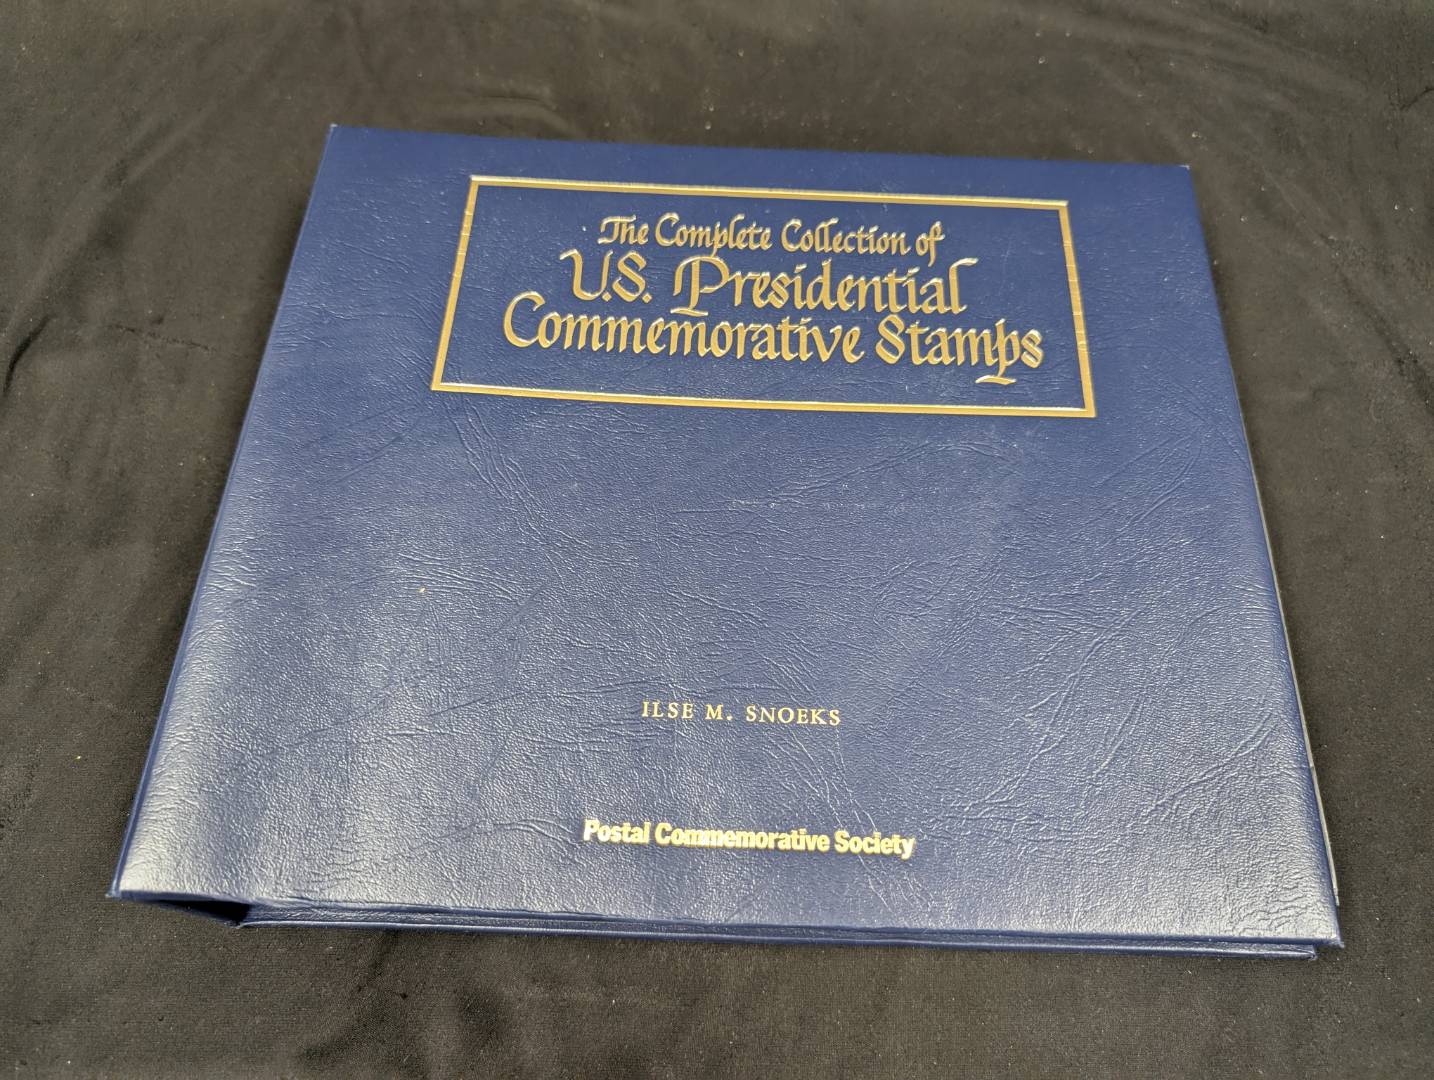 The Complete Collection of
U.S. Presidential
Commemorative Stamps
ILSE M. SNOEKS
Postal Commemorative Society